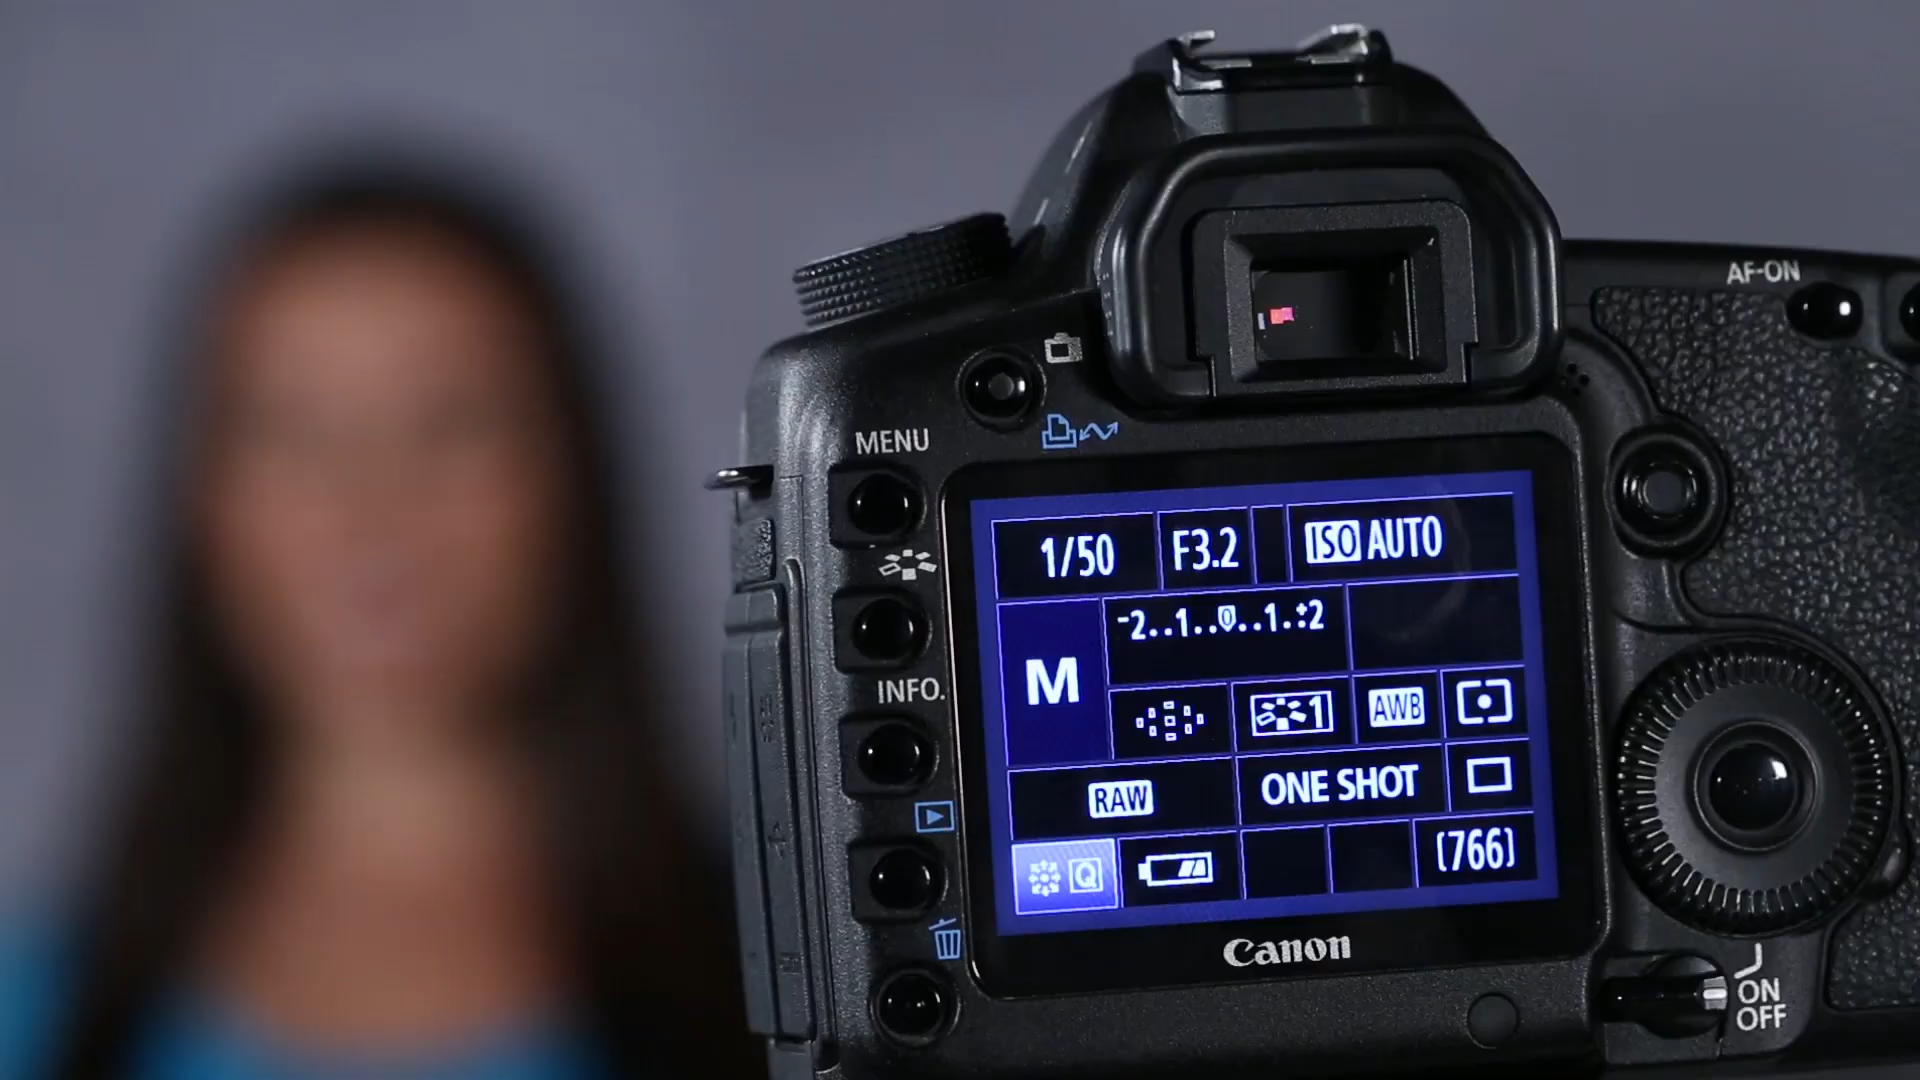 AF-ON
MENU
1/50 F3.2 ISO AUTO
-2..1..0..1.:+2
M
INFO.
1 AWB
RAW ONE SHOT
Q [766]
Canon
ON
OFF